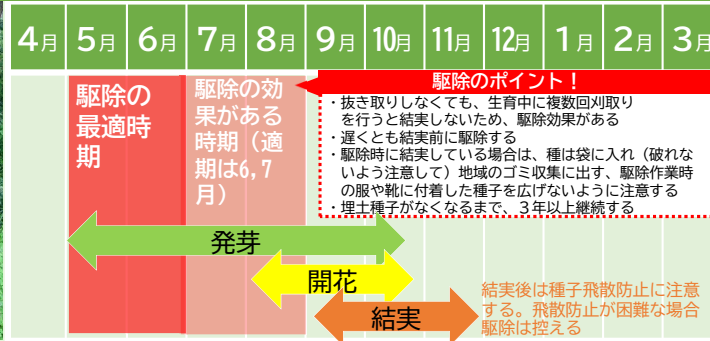 4月 5月 6月 7月 8月 9月 10月 11月 12月 1月 2月 3月
駆除の
最適時
期
駆除の効
果がある
時期（適
期は6,7
月）
駆除のポイント！
・抜き取りしなくても、生育中に複数回刈取り
を行うと結実しないため、駆除効果がある
・遅くとも結実前に駆除する
・駆除時に結実している場合は、種は袋に入れ（破れな
いよう注意して）地域のゴミ収集に出す、駆除作業時
の服や靴に付着した種子を広げないように注意する
・埋土種子がなくなるまで、３年以上継続する
発芽
開花
結実
結実後は種子飛散防止に注意
する。飛散防止が困難な場合
駆除は控える